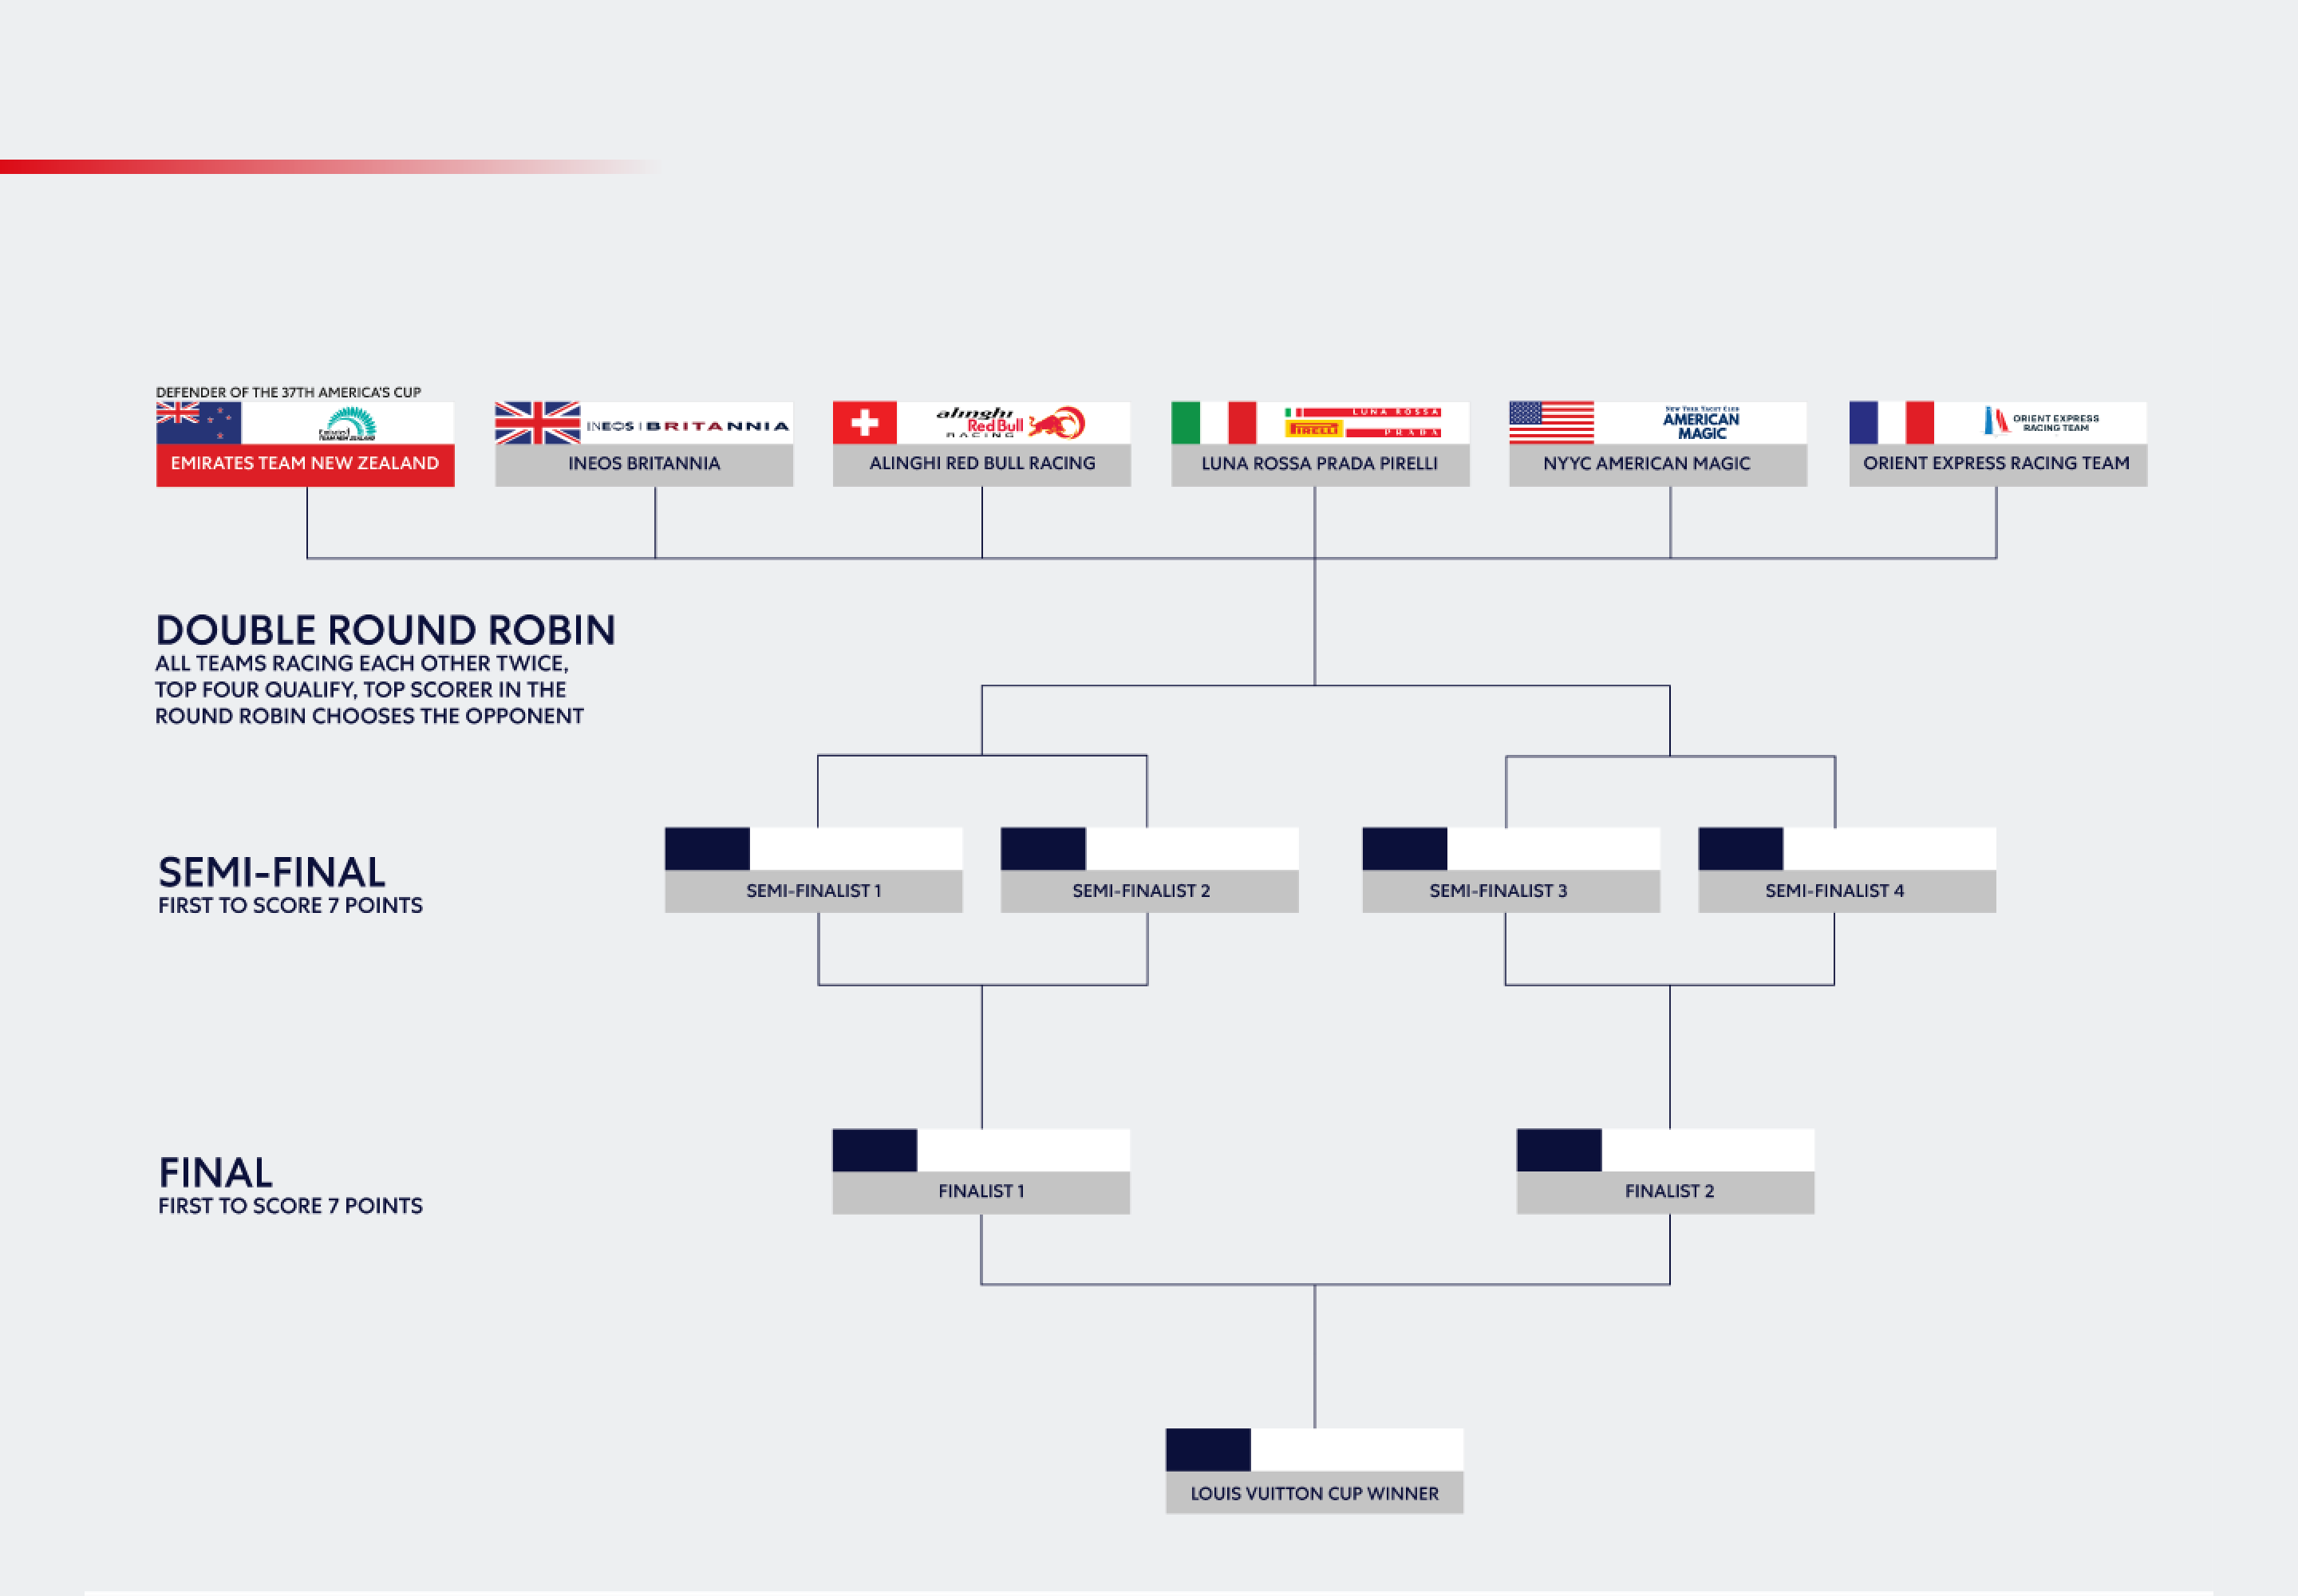 DEFENDER OF THE 37TH AMERICA'S CUP
Emirates
TEAM NEW ZEALAND
INEOS | BRITANNIA
alinghi
Red Bull
RACING
LUNA ROSSA
PIRELLI
PRADA
NEW YORK YACHT CLUB
AMERICAN
MAGIC
ORIENT EXPRESS
RACING TEAM
EMIRATES TEAM NEW ZEALAND
INEOS BRITANNIA
ALINGHI RED BULL RACING
LUNA ROSSA PRADA PIRELLI
NYYC AMERICAN MAGIC
ORIENT EXPRESS RACING TEAM
DOUBLE ROUND ROBIN
ALL TEAMS RACING EACH OTHER TWICE,
TOP FOUR QUALIFY, TOP SCORER IN THE
ROUND ROBIN CHOOSES THE OPPONENT
SEMI-FINAL
FIRST TO SCORE 7 POINTS
SEMI-FINALIST 1
SEMI-FINALIST 2
SEMI-FINALIST 3
SEMI-FINALIST 4
FINAL
FIRST TO SCORE 7 POINTS
FINALIST 1
FINALIST 2
LOUIS VUITTON CUP WINNER